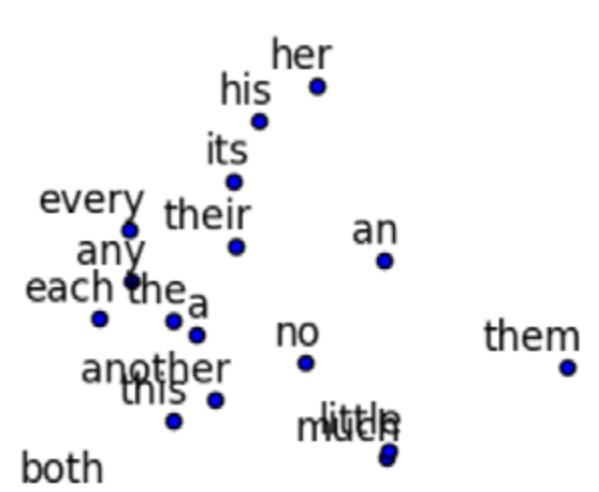 her
his
its
every
their
an
any
each
the
a
no
them
another
this
little
much
both